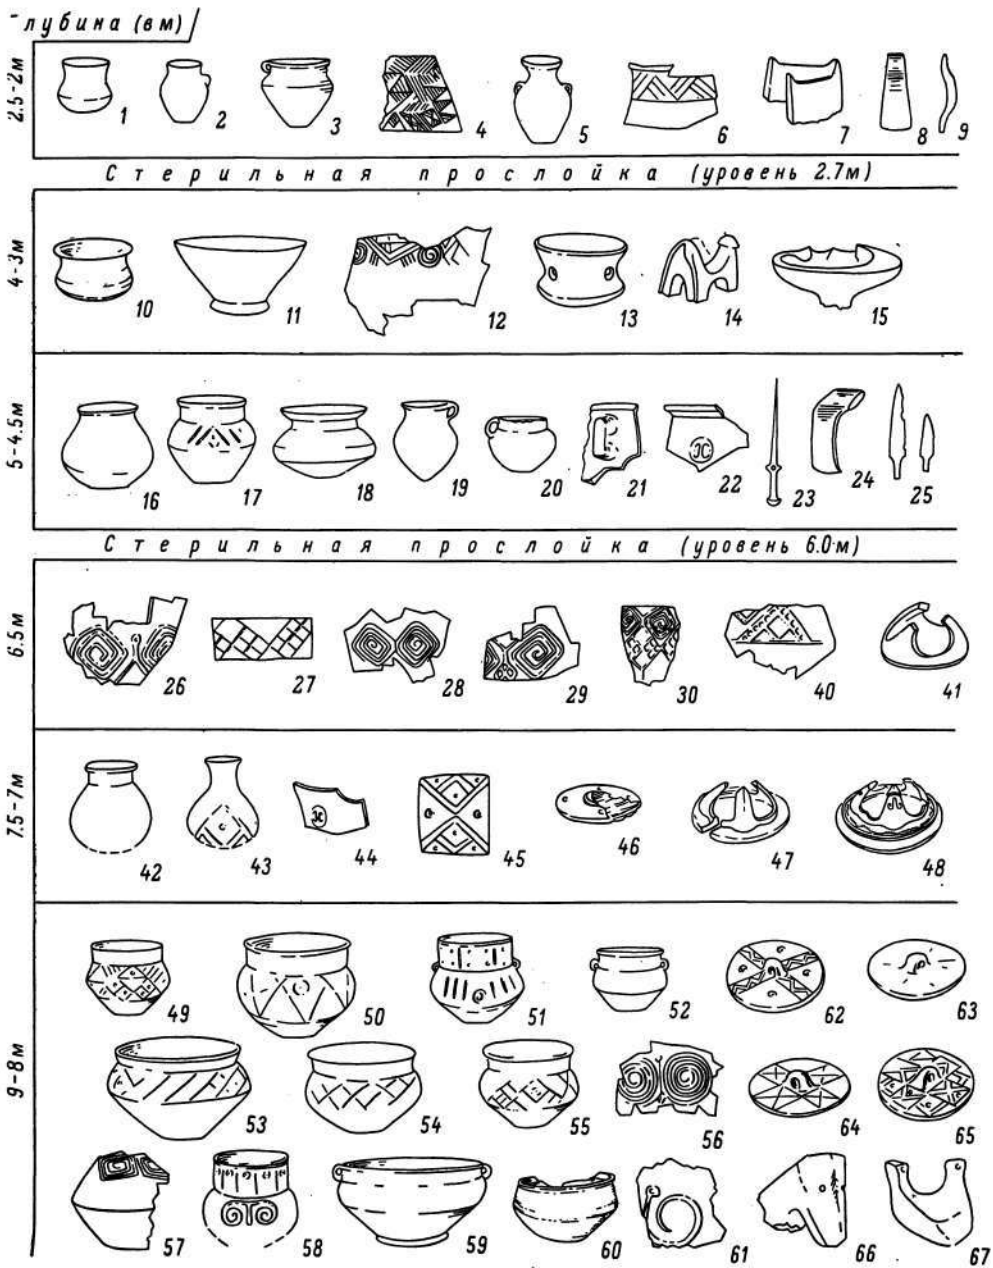 лубина (в м)
2.5-2м
1 2 3 4 5 6 7 8 9
Стерильная прослойка (уровень 2.7м)
4-3м
10 11 12 13 14 15
5-4.5м
16 17 18 19 20 21 22 23 24 25
Стерильная прослойка (уровень 6.0м)
6.5м
26 27 28 29 30 40 41
7.5-7м
42 43 44 45 46 47 48
9-8м
49 50 51 52 62 63
53 54 55 56 64 65
57 58 59 60 61 66 67